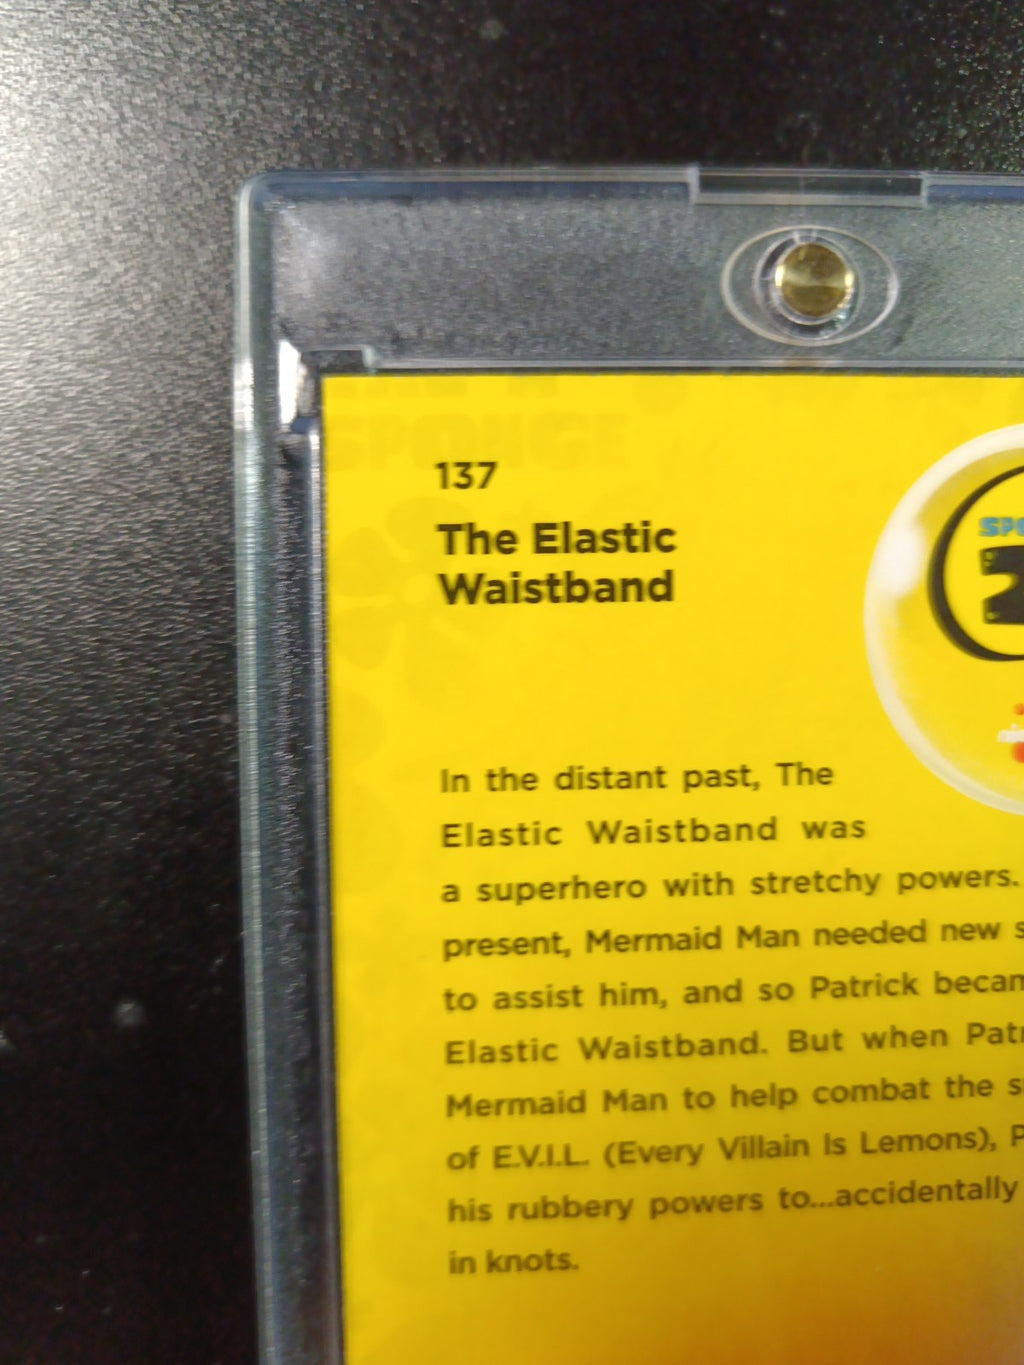 SPONGE
137
The Elastic
Waistband
In the distant past, The
Elastic Waistband was
a superhero with stretchy powers.
present, Mermaid Man needed new
to assist him, and so Patrick
Elastic Waistband. But when
Mermaid Man to help combat the
of E.V.I.L. (Every Villain Is Lemons),
his rubbery powers to...accidentally
in knots.